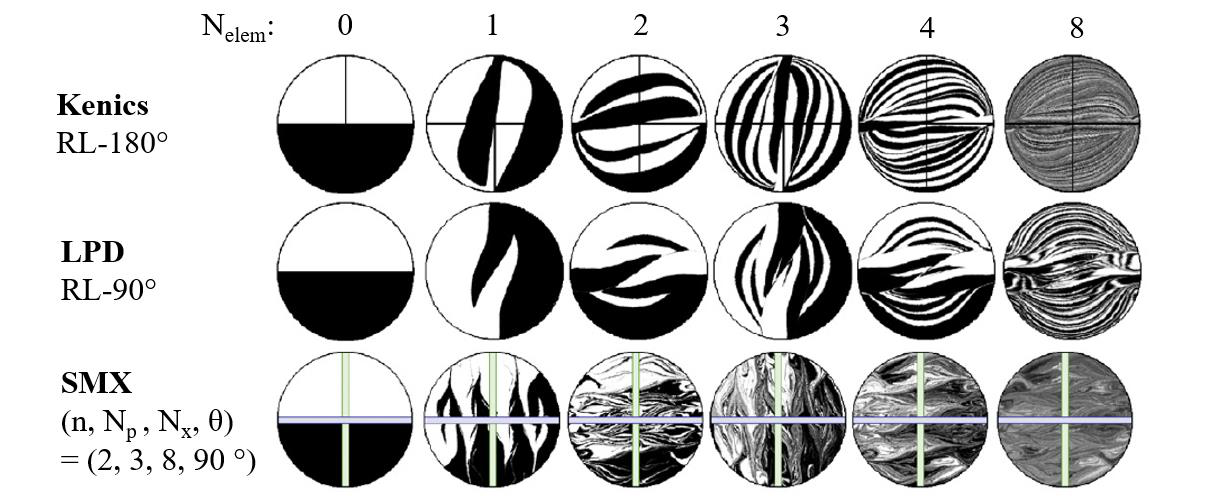 N_elem: 0 1 2 3 4 8
Kenics
RL-180°
LPD
RL-90°
SMX
(n, N_p , N_x, θ)
= (2, 3, 8, 90 °)